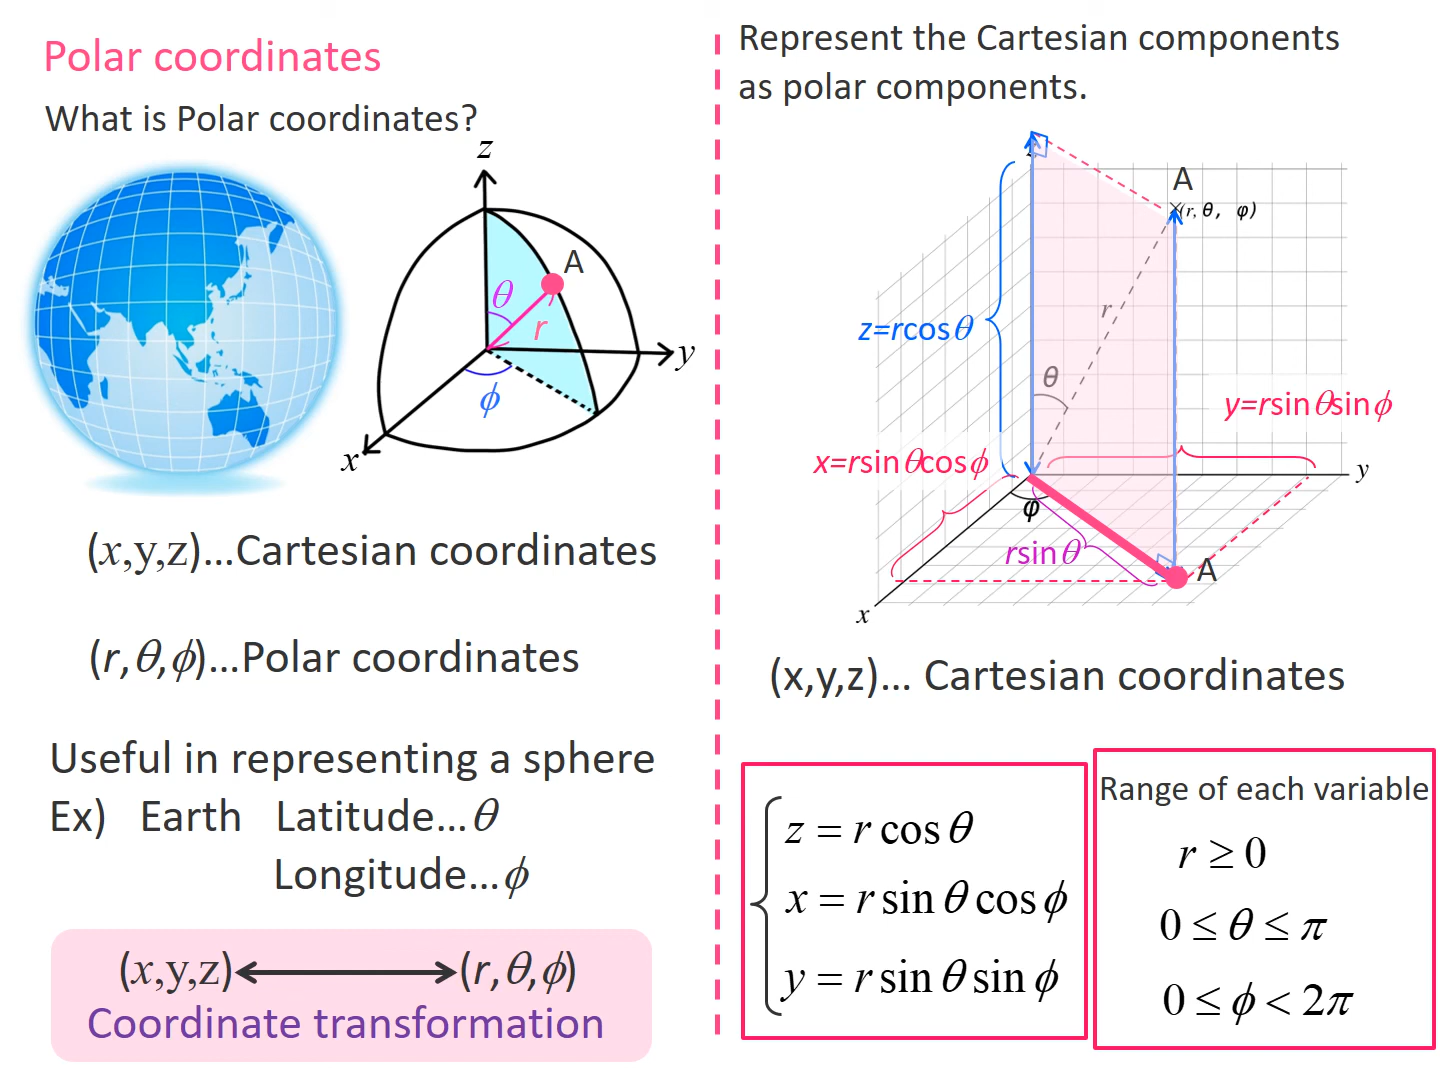 Polar coordinates
What is Polar coordinates?
z
A
θ
r
y
ϕ
x
(x,y,z)…Cartesian coordinates
(r,θ,ϕ)…Polar coordinates
Useful in representing a sphere
Ex) Earth Latitude…θ
Longitude…ϕ
(x,y,z) (r,θ,ϕ)
Coordinate transformation
Represent the Cartesian components
as polar components.
A
(r, θ, φ)
r
z=rcosθ
θ
y=rsinθsinϕ
x=rsinθcosϕ
y
φ
rsinθ
A
x
(x,y,z)… Cartesian coordinates
z = r cos θ
x = r sin θ cos ϕ
y = r sin θ sin ϕ
Range of each variable
r ≥ 0
0 ≤ θ ≤ π
0 ≤ ϕ < 2π